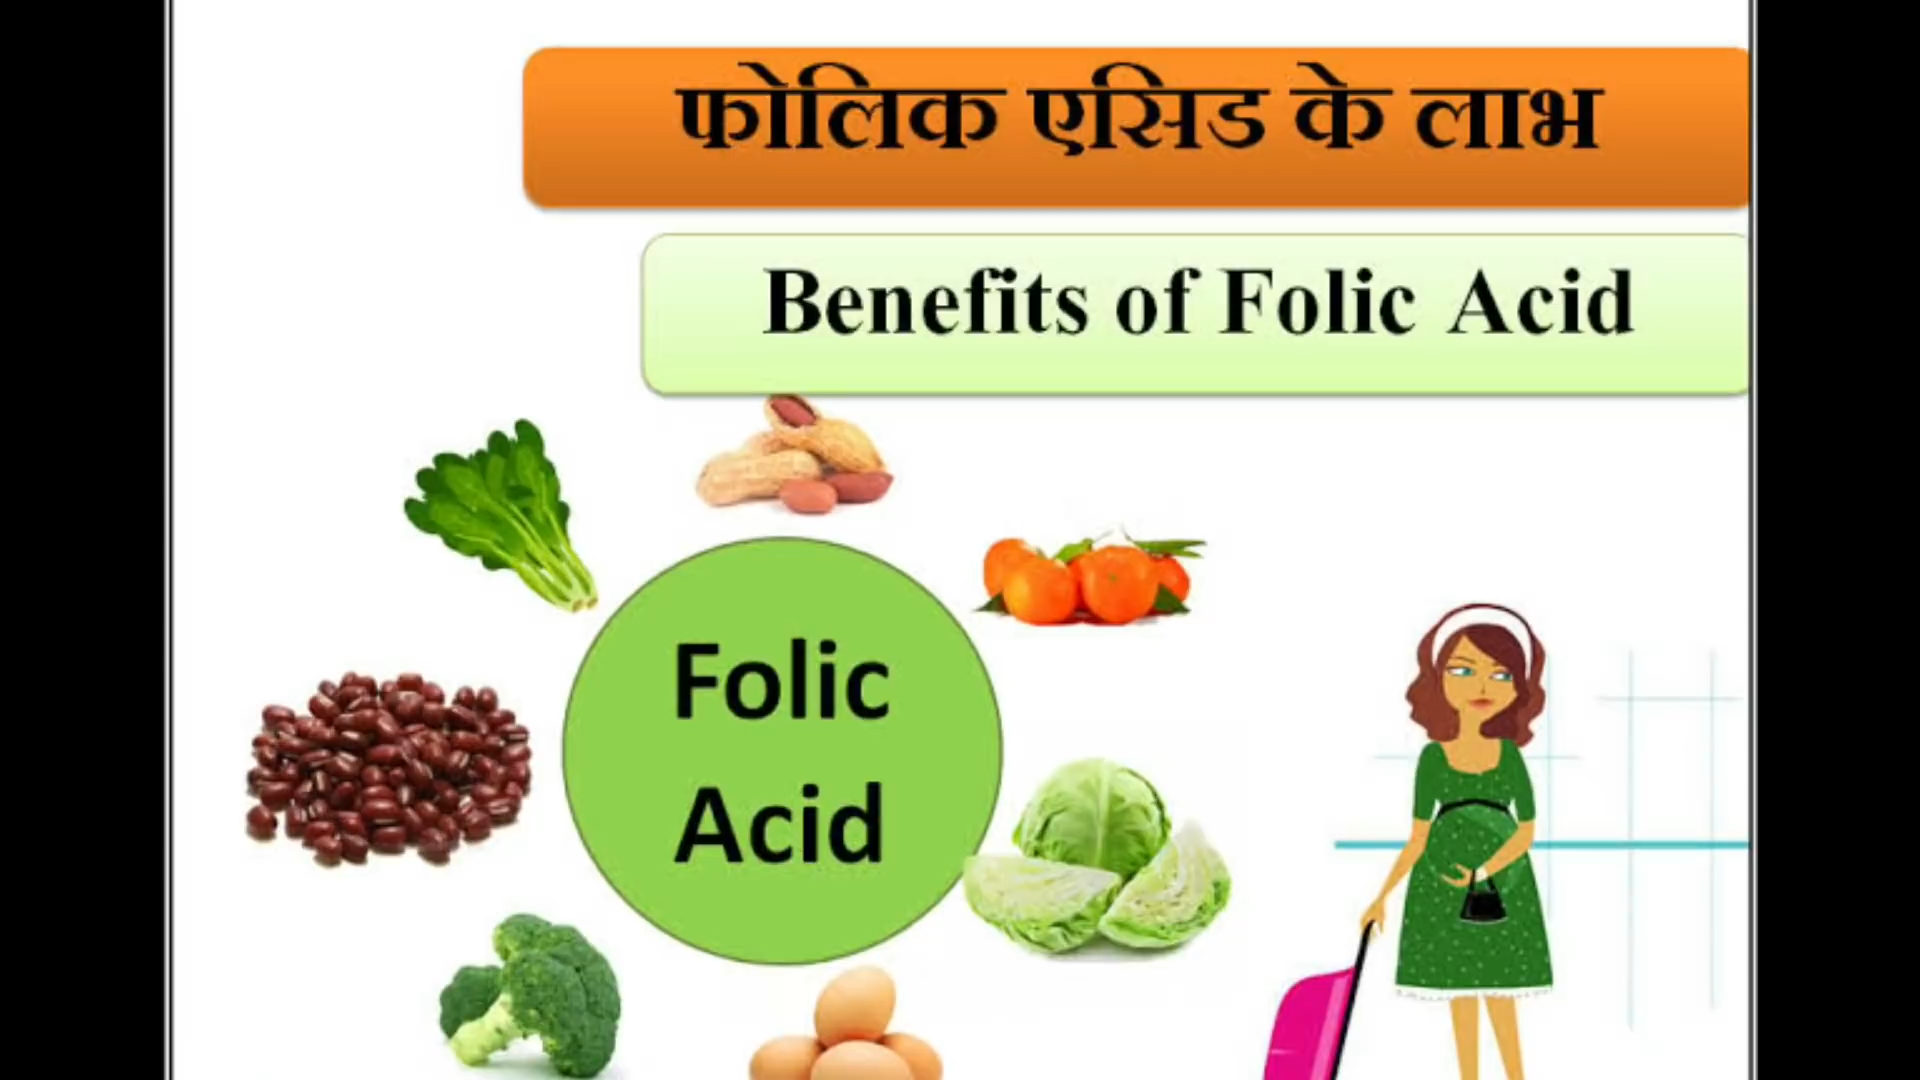 फोलिक एसिड के लाभ
Benefits of Folic Acid
Folic
Acid